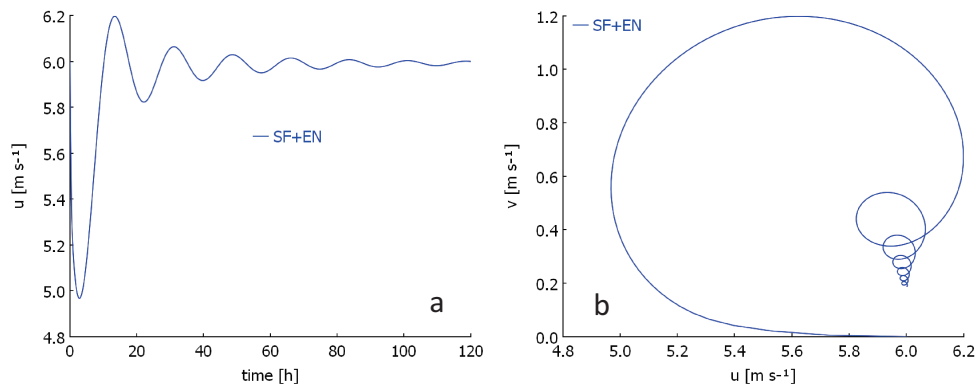 6.2
6.0
5.8
5.6
5.4
5.2
5.0
4.8
u [m s⁻¹]
SF+EN
a
0 20 40 60 80 100 120
time [h]
SF+EN
1.2
1.0
0.8
0.6
0.4
0.2
0.0
v [m s⁻¹]
b
4.8 5.0 5.2 5.4 5.6 5.8 6.0 6.2
u [m s⁻¹]